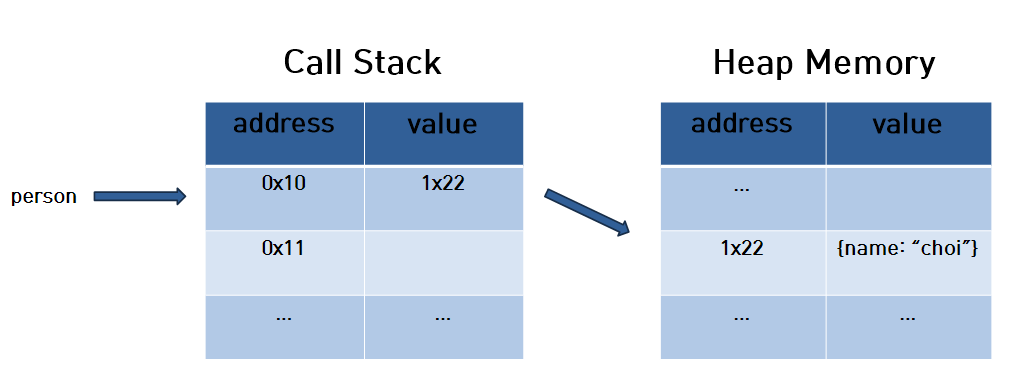 Call Stack
Heap Memory
address value
address value
person
0x10 1x22
...
0x11
1x22 {name: “choi”}
... ...
... ...